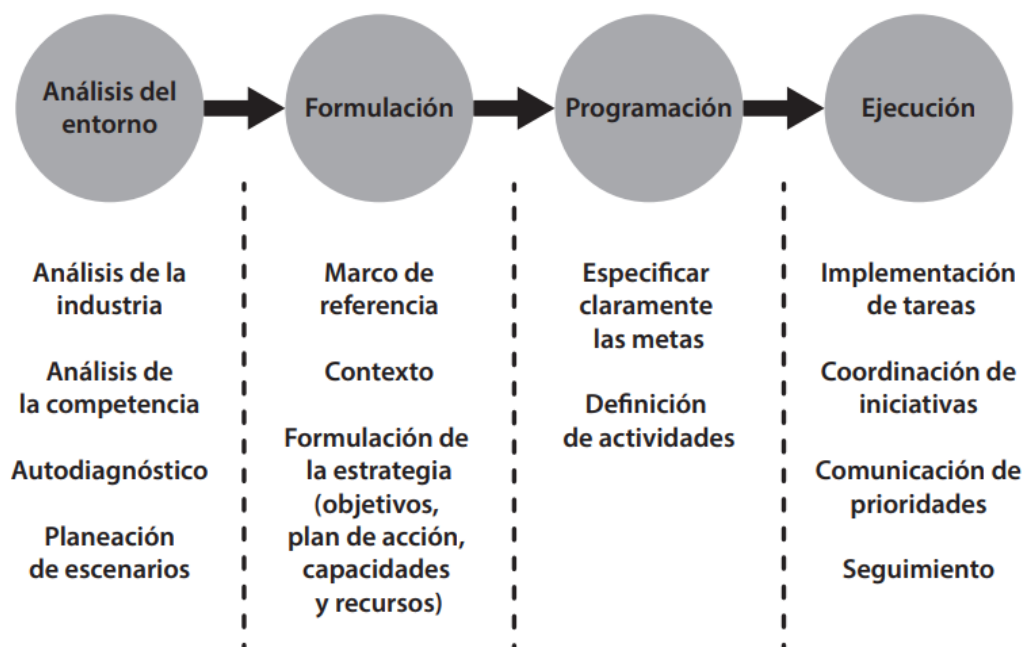 Análisis del
entorno
Formulación
Programación
Ejecución
Análisis de la
industria
Análisis de
la competencia
Autodiagnóstico
Planeación
de escenarios
Marco de
referencia
Contexto
Formulación de
la estrategia
(objetivos,
plan de acción,
capacidades
y recursos)
Especificar
claramente
las metas
Definición
de actividades
Implementación
de tareas
Coordinación de
iniciativas
Comunicación de
prioridades
Seguimiento